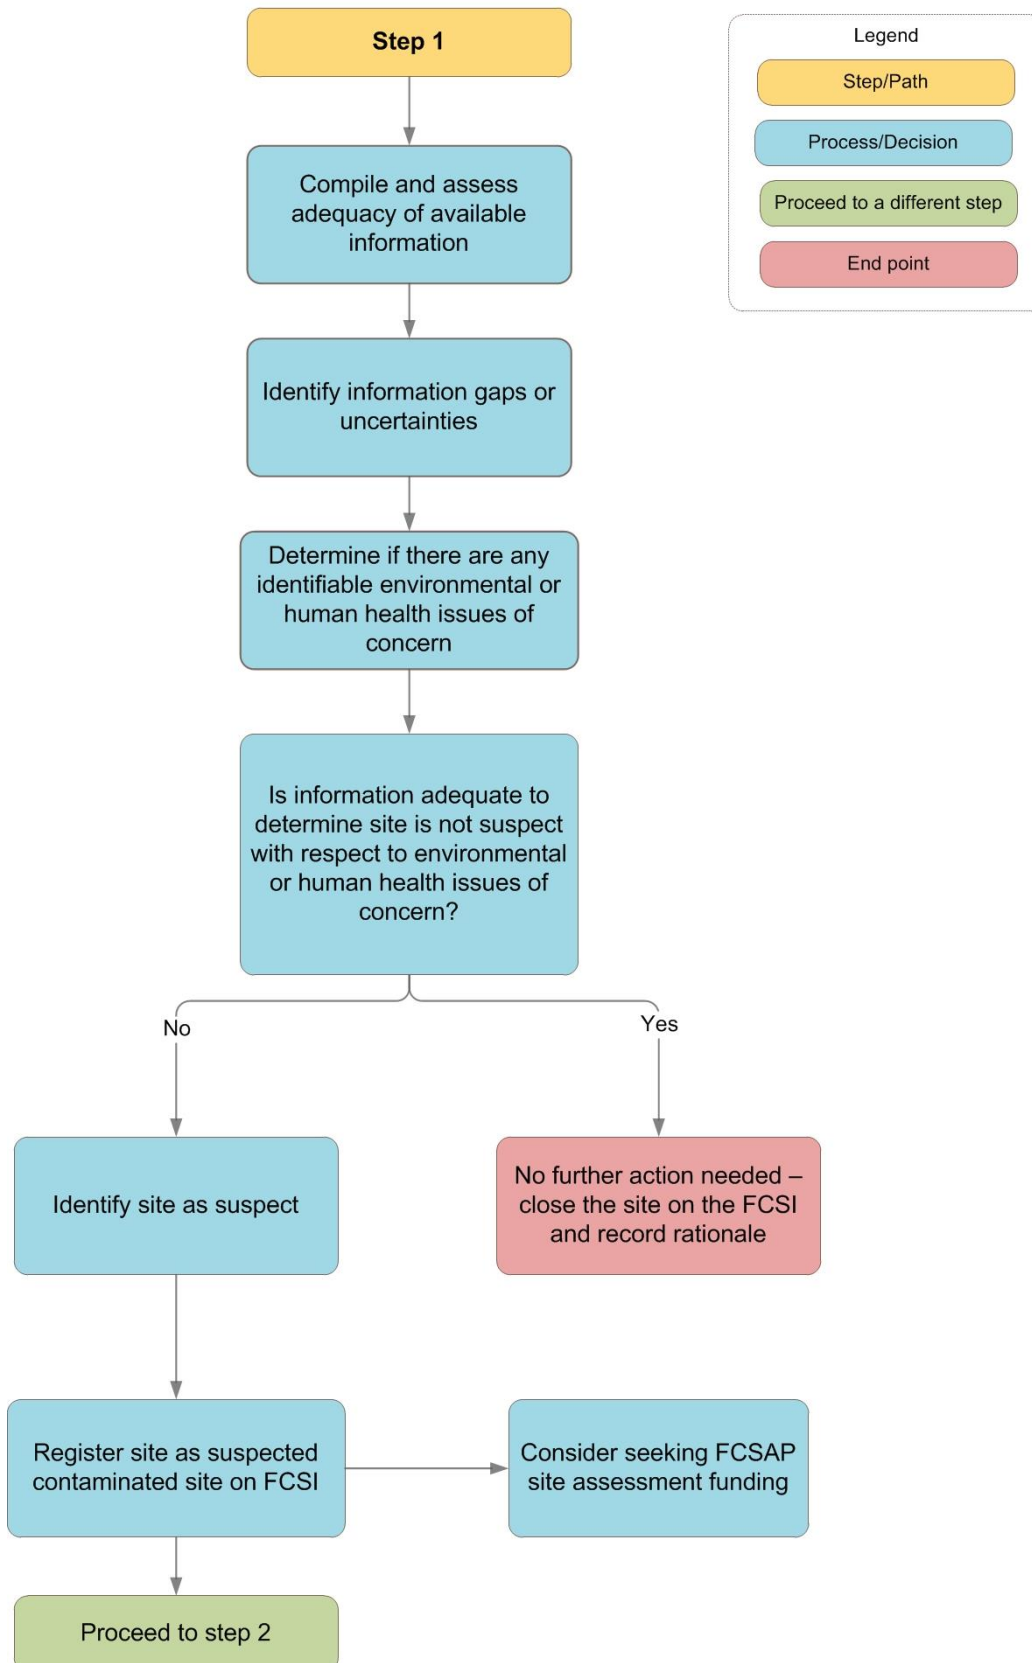 Step 1
Legend
Step/Path
Process/Decision
Proceed to a different step
End point
Compile and assess
adequacy of available
information
Identify information gaps or
uncertainties
Determine if there are any
identifiable environmental or
human health issues of
concern
Is information adequate to
determine site is not suspect
with respect to environmental
or human health issues of
concern?
No
Yes
Identify site as suspect
No further action needed –
close the site on the FCSI
and record rationale
Register site as suspected
contaminated site on FCSI
Consider seeking FCSAP
site assessment funding
Proceed to step 2